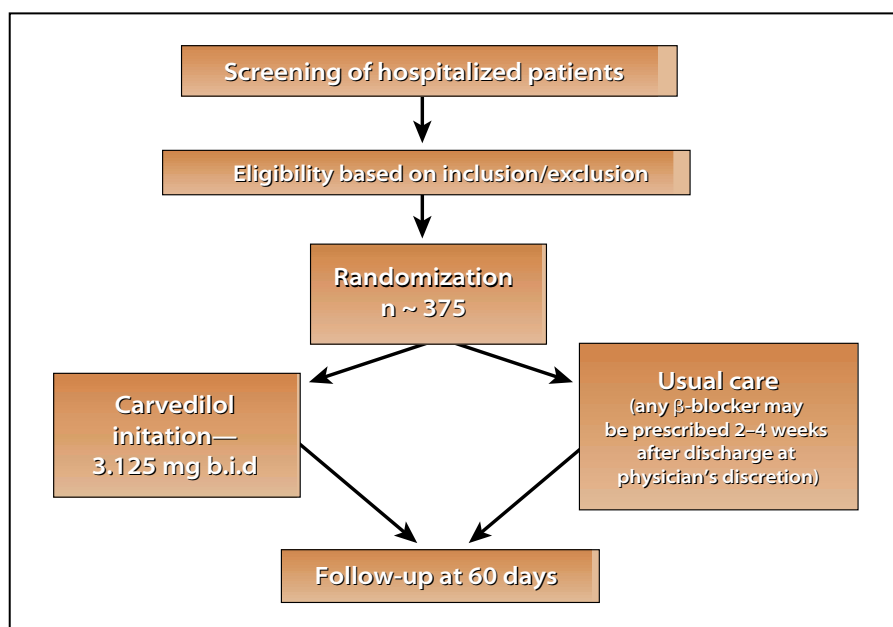 Screening of hospitalized patients
Eligibility based on inclusion/exclusion
Randomization
n ~ 375
Carvedilol
initation—
3.125 mg b.i.d
Usual care
(any β-blocker may
be prescribed 2–4 weeks
after discharge at
physician’s discretion)
Follow-up at 60 days